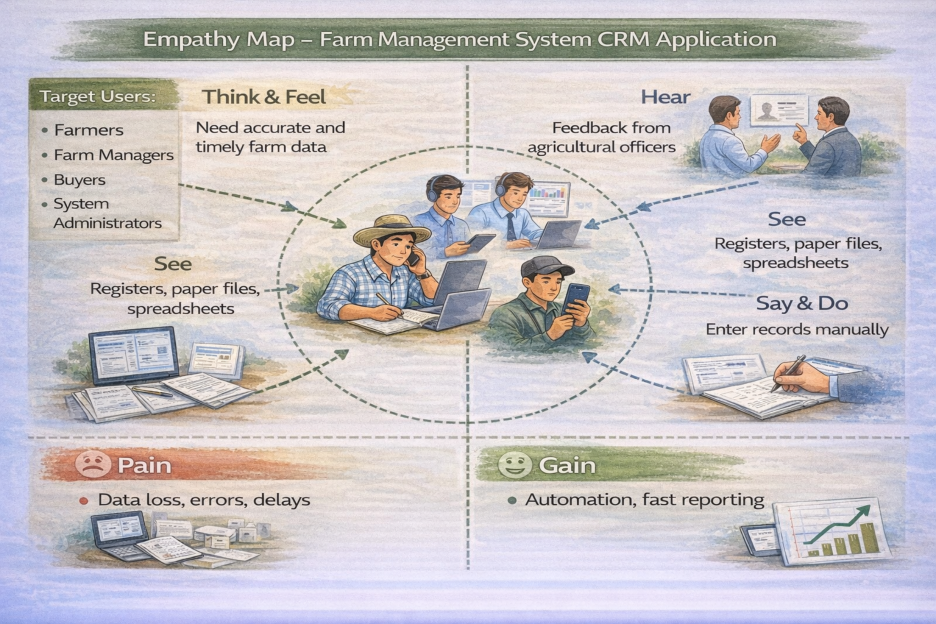 Empathy Map – Farm Management System CRM Application
Target Users:
• Farmers
• Farm Managers
• Buyers
• System
Administrators
Think & Feel
Need accurate and
timely farm data
Hear
Feedback from
agricultural officers
See
Registers, paper files,
spreadsheets
See
Registers, paper files,
spreadsheets
Say & Do
Enter records manually
Pain
• Data loss, errors, delays
Gain
• Automation, fast reporting